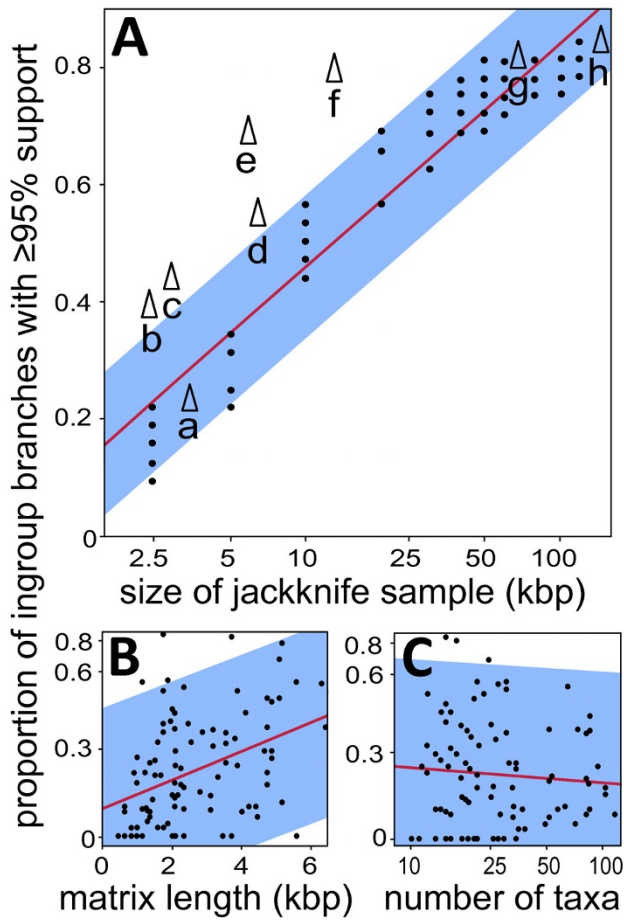 proportion of ingroup branches with ≥95% support
A
0.8
0.6
0.4
0.2
0
a
b
c
d
e
f
g
h
2.5 5 10 25 50 100
size of jackknife sample (kbp)
B
0.8
0.6
0.3
0
0 2 4 6
matrix length (kbp)
C
0.8
0.6
0.3
0
10 25 50 100
number of taxa